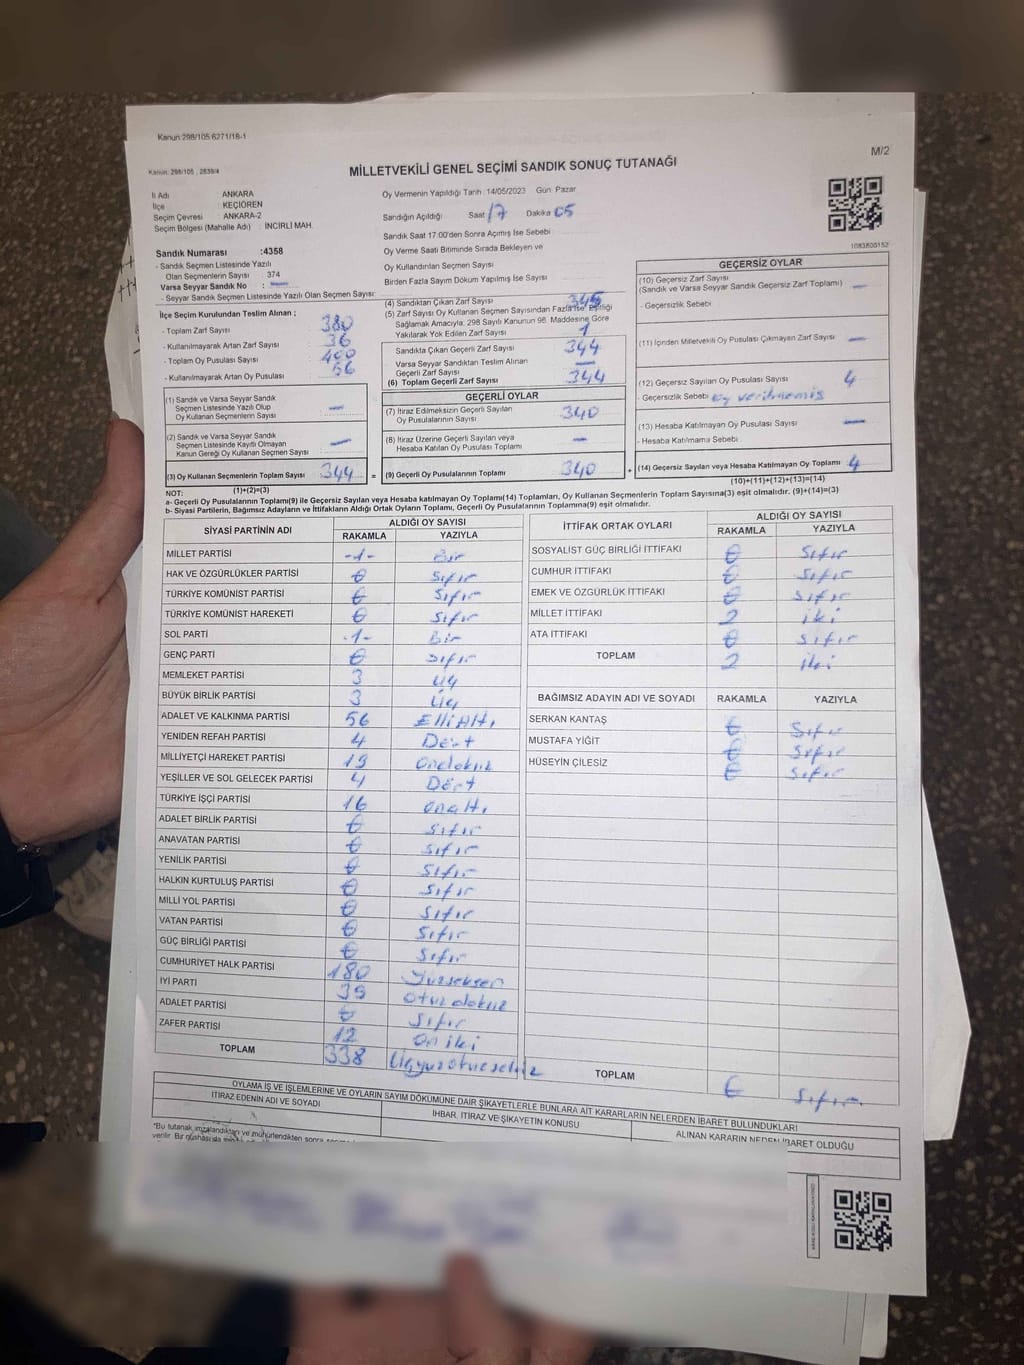 Kanun:298/105 6271/18-1
M/2
Kanun: 298/105 , 2839/4
MİLLETVEKİLİ GENEL SEÇİMİ SANDIK SONUÇ TUTANAĞI
İl Adı : ANKARA
İlçe : KEÇİÖREN
Seçim Çevresi : ANKARA-2
Seçim Bölgesi (Mahalle Adı) : İNCİRLİ MAH.
Sandık Numarası :4358
- Sandık Seçmen Listesinde Yazılı
Olan Seçmenlerin Sayısı : 374
Varsa Seyyar Sandık No :
- Seyyar Sandık Seçmen Listesinde Yazılı Olan Seçmen Sayısı:
Oy Vermenin Yapıldığı Tarih :14/05/2023 Gün: Pazar
Sandığın Açıldığı : Saat: 17 Dakika: 05
Sandık Saat 17.00'den Sonra Açılmış İse Sebebi :
Oy Verme Saati Bitiminde Sırada Bekleyen ve
Oy Kullandırılan Seçmen Sayısı
Birden Fazla Sayım Döküm Yapılmış İse Sayısı :
1083800152
İlçe Seçim Kurulundan Teslim Alınan ;
- Toplam Zarf Sayısı : 380
- Kullanılmayarak Artan Zarf Sayısı : 36
- Toplam Oy Pusulası Sayısı : 400
- Kullanılmayarak Artan Oy Pusulası : 56
(4) Sandıktan Çıkan Zarf Sayısı : 345
(5) Zarf Sayısı Oy Kullanan Seçmen Sayısından Fazla ise, Eşitliği
Sağlamak Amacıyla, 298 Sayılı Kanunun 98. Maddesine Göre
Yakılarak Yok Edilen Zarf Sayısı : 1
Sandıkta Çıkan Geçerli Zarf Sayısı 344
Varsa Seyyar Sandıktan Teslim Alınan
Geçerli Zarf Sayısı —
(6) Toplam Geçerli Zarf Sayısı 344
GEÇERSİZ OYLAR
(10) Geçersiz Zarf Sayısı
(Sandık ve Varsa Seyyar Sandık Geçersiz Zarf Toplamı) —
- Geçersizlik Sebebi :
(11) İçinden Milletvekili Oy Pusulası Çıkmayan Zarf Sayısı —
(12) Geçersiz Sayılan Oy Pusulası Sayısı 4
- Geçersizlik Sebebi : oy verilmemiş
(13) Hesaba Katılmayan Oy Pusulası Sayısı —
- Hesaba Katılmama Sebebi :
(14) Geçersiz Sayılan veya Hesaba Katılmayan Oy Toplamı 4
(10)+(11)+(12)+(13)=(14)
(1) Sandık ve Varsa Seyyar Sandık
Seçmen Listesinde Yazılı Olup
Oy Kullanan Seçmenlerin Sayısı —
(2) Sandık ve Varsa Seyyar Sandık
Seçmen Listesinde Kayıtlı Olmayan
Kanun Gereği Oy Kullanan Seçmen Sayısı —
(3) Oy Kullanan Seçmenlerin Toplam Sayısı 344 =
(1)+(2)=(3)
GEÇERLİ OYLAR
(7) İtiraz Edilmeksizin Geçerli Sayılan
Oy Pusulalarının Sayısı 340
(8) İtiraz Üzerine Geçerli Sayılan veya
Hesaba Katılan Oy Pusulası Toplamı —
(9) Geçerli Oy Pusulalarının Toplamı 340 +
NOT:
a- Geçerli Oy Pusulalarının Toplamı(9) ile Geçersiz Sayılan veya Hesaba katılmayan Oy Toplamı(14) Toplamları, Oy Kullanan Seçmenlerin Toplam Sayısına(3) eşit olmalıdır. (9)+(14)=(3)
b- Siyasi Partilerin, Bağımsız Adayların ve İttifakların Aldığı Ortak Oyların Toplamı, Geçerli Oy Pusulalarının Toplamına(9) eşit olmalıdır.
SİYASİ PARTİNİN ADI ALDIĞI OY SAYISI
RAKAMLA YAZIYLA
MİLLET PARTİSİ -1- Bir
HAK VE ÖZGÜRLÜKLER PARTİSİ 0 Sıfır
TÜRKİYE KOMÜNİST PARTİSİ 0 Sıfır
TÜRKİYE KOMÜNİST HAREKETİ 0 Sıfır
SOL PARTİ -1- Bir
GENÇ PARTİ 0 Sıfır
MEMLEKET PARTİSİ 3 Üç
BÜYÜK BİRLİK PARTİSİ 3 Üç
ADALET VE KALKINMA PARTİSİ 56 ElliAltı
YENİDEN REFAH PARTİSİ 4 Dört
MİLLİYETÇİ HAREKET PARTİSİ 19 Ondokuz
YEŞİLLER VE SOL GELECEK PARTİSİ 4 Dört
TÜRKİYE İŞÇİ PARTİSİ 16 Onaltı
ADALET BİRLİK PARTİSİ 0 Sıfır
ANAVATAN PARTİSİ 0 Sıfır
YENİLİK PARTİSİ 0 Sıfır
HALKIN KURTULUŞ PARTİSİ 0 Sıfır
MİLLİ YOL PARTİSİ 0 Sıfır
VATAN PARTİSİ 0 Sıfır
GÜÇ BİRLİĞİ PARTİSİ 0 Sıfır
CUMHURİYET HALK PARTİSİ 180 Yüzseksen
İYİ PARTİ 39 Otuzdokuz
ADALET PARTİSİ 0 Sıfır
ZAFER PARTİSİ 12 Oniki
TOPLAM 338 Üçyüzotuzsekiz
İTTİFAK ORTAK OYLARI ALDIĞI OY SAYISI
RAKAMLA YAZIYLA
SOSYALİST GÜÇ BİRLİĞİ İTTİFAKI 0 Sıfır
CUMHUR İTTİFAKI 0 Sıfır
EMEK VE ÖZGÜRLÜK İTTİFAKI 0 Sıfır
MİLLET İTTİFAKI 2 iki
ATA İTTİFAKI 0 Sıfır
TOPLAM 2 iki
BAĞIMSIZ ADAYIN ADI VE SOYADI RAKAMLA YAZIYLA
SERKAN KANTAŞ 0 Sıfır
MUSTAFA YİĞİT 0 Sıfır
HÜSEYİN ÇİLESİZ 0 Sıfır
TOPLAM 0 Sıfır
OYLAMA İŞ VE İŞLEMLERİNE VE OYLARIN SAYIM DÖKÜMÜNE DAİR ŞİKAYETLERLE BUNLARA AİT KARARLARIN NELERDEN İBARET BULUNDUKLARI
İTİRAZ EDENİN ADI VE SOYADI İHBAR, İTİRAZ VE ŞİKAYETİN KONUSU ALINAN KARARIN NEDEN İBARET OLDUĞU
*Bu tutanak imzalandıktan ve mühürlendikten sonra
verilir. Bir nüshası da